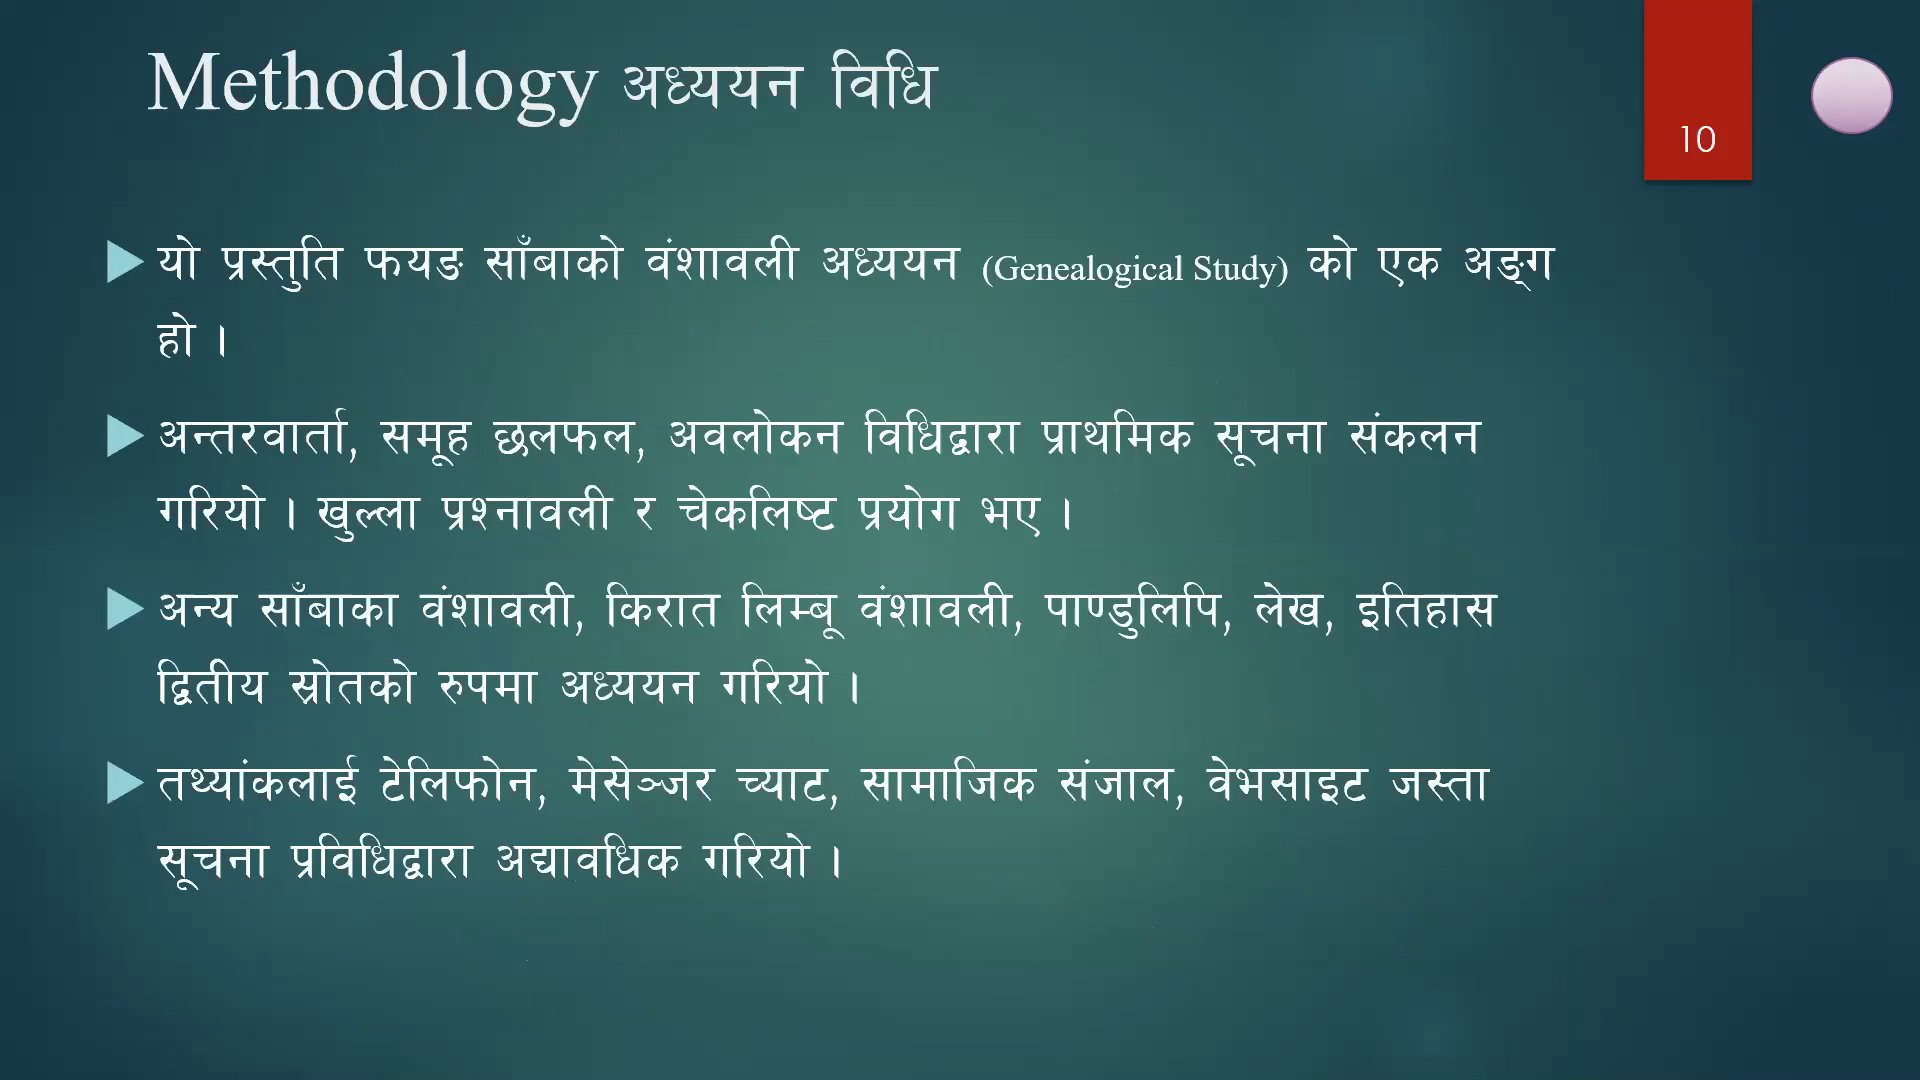 Methodology अध्ययन विधि
10
यो प्रस्तुति फयङ साँबाको वंशावली अध्ययन (Genealogical Study) को एक अङ्ग
हो ।
अन्तरवार्ता, समूह छलफल, अवलोकन विधिद्वारा प्राथमिक सूचना संकलन
गरियो । खुल्ला प्रश्नावली र चेकलिष्ट प्रयोग भए ।
अन्य साँबाका वंशावली, किरात लिम्बू वंशावली, पाण्डुलिपि, लेख, इतिहास
द्वितीय स्रोतको रुपमा अध्ययन गरियो ।
तथ्यांकलाई टेलिफोन, मेसेञ्जर च्याट, सामाजिक संजाल, वेभसाइट जस्ता
सूचना प्रविधिद्वारा अद्यावधिक गरियो ।